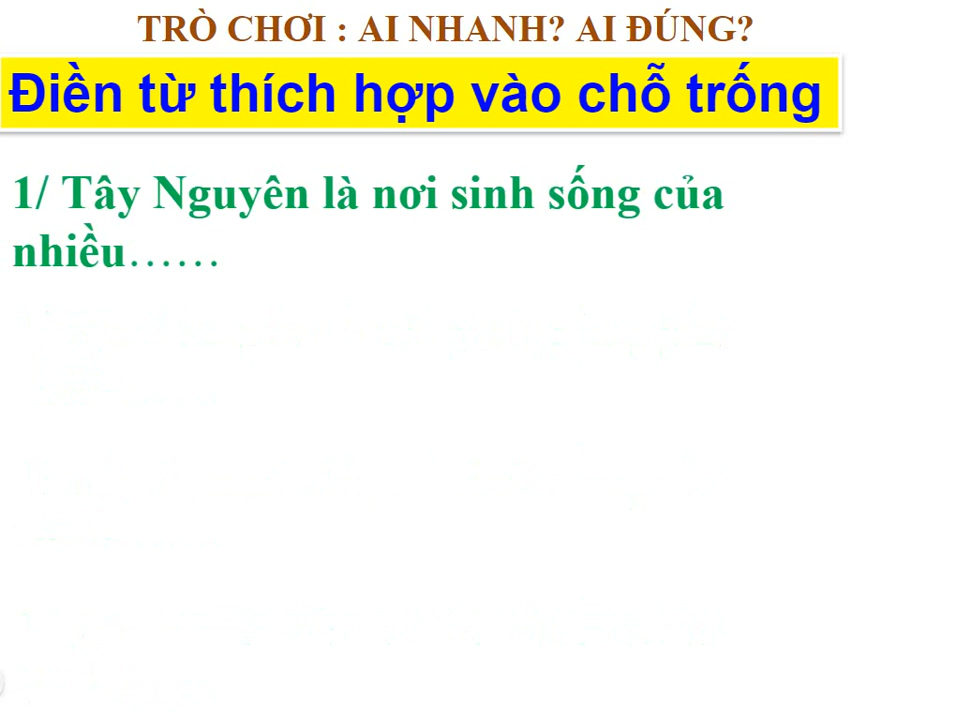 TRÒ CHƠI : AI NHANH? AI ĐÚNG?
Điền từ thích hợp vào chỗ trống
1/ Tây Nguyên là nơi sinh sống của
nhiều……